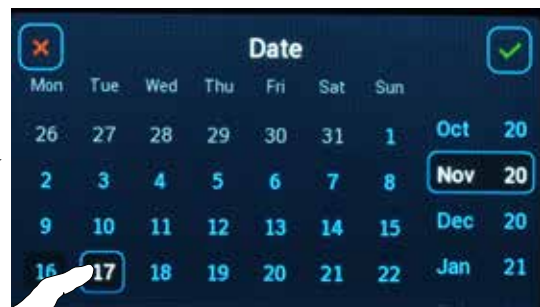 Date
Mon Tue Wed Thu Fri Sat Sun
26 27 28 29 30 31 1 Oct 20
2 3 4 5 6 7 8 Nov 20
9 10 11 12 13 14 15 Dec 20
16 17 18 19 20 21 22 Jan 21